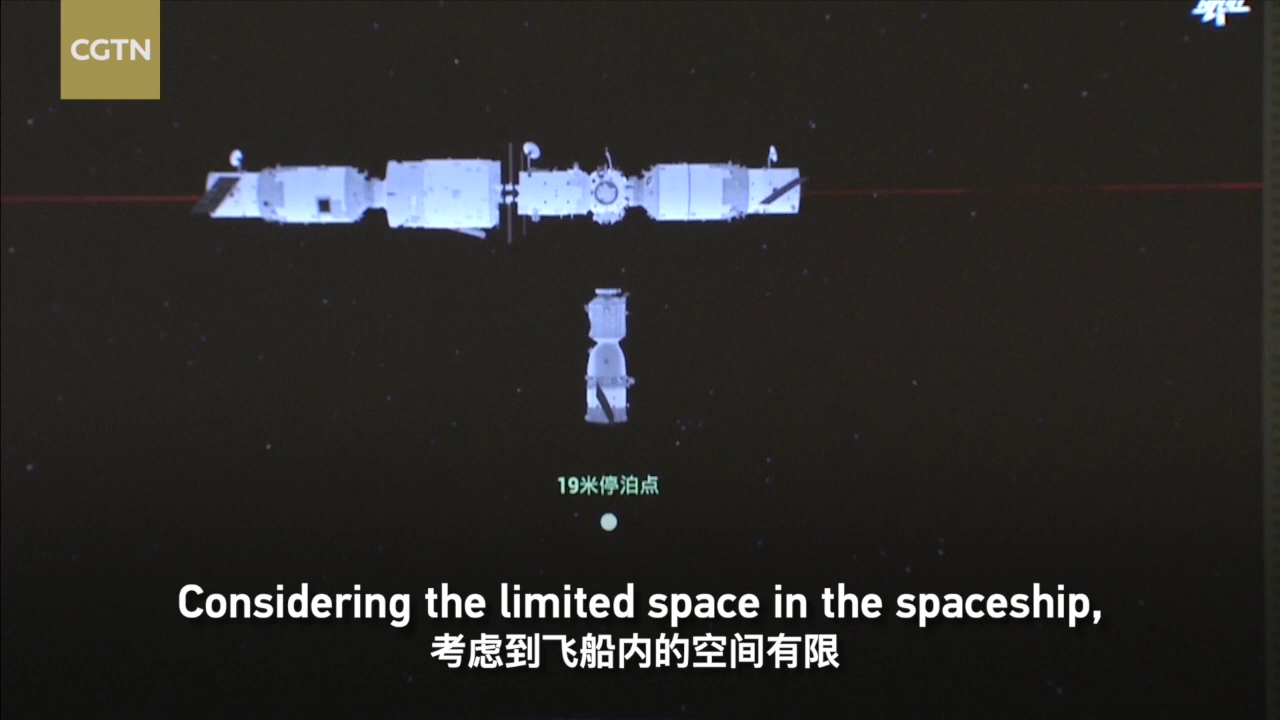 CGTN
19米停泊点
Considering the limited space in the spaceship,
考虑到飞船内的空间有限